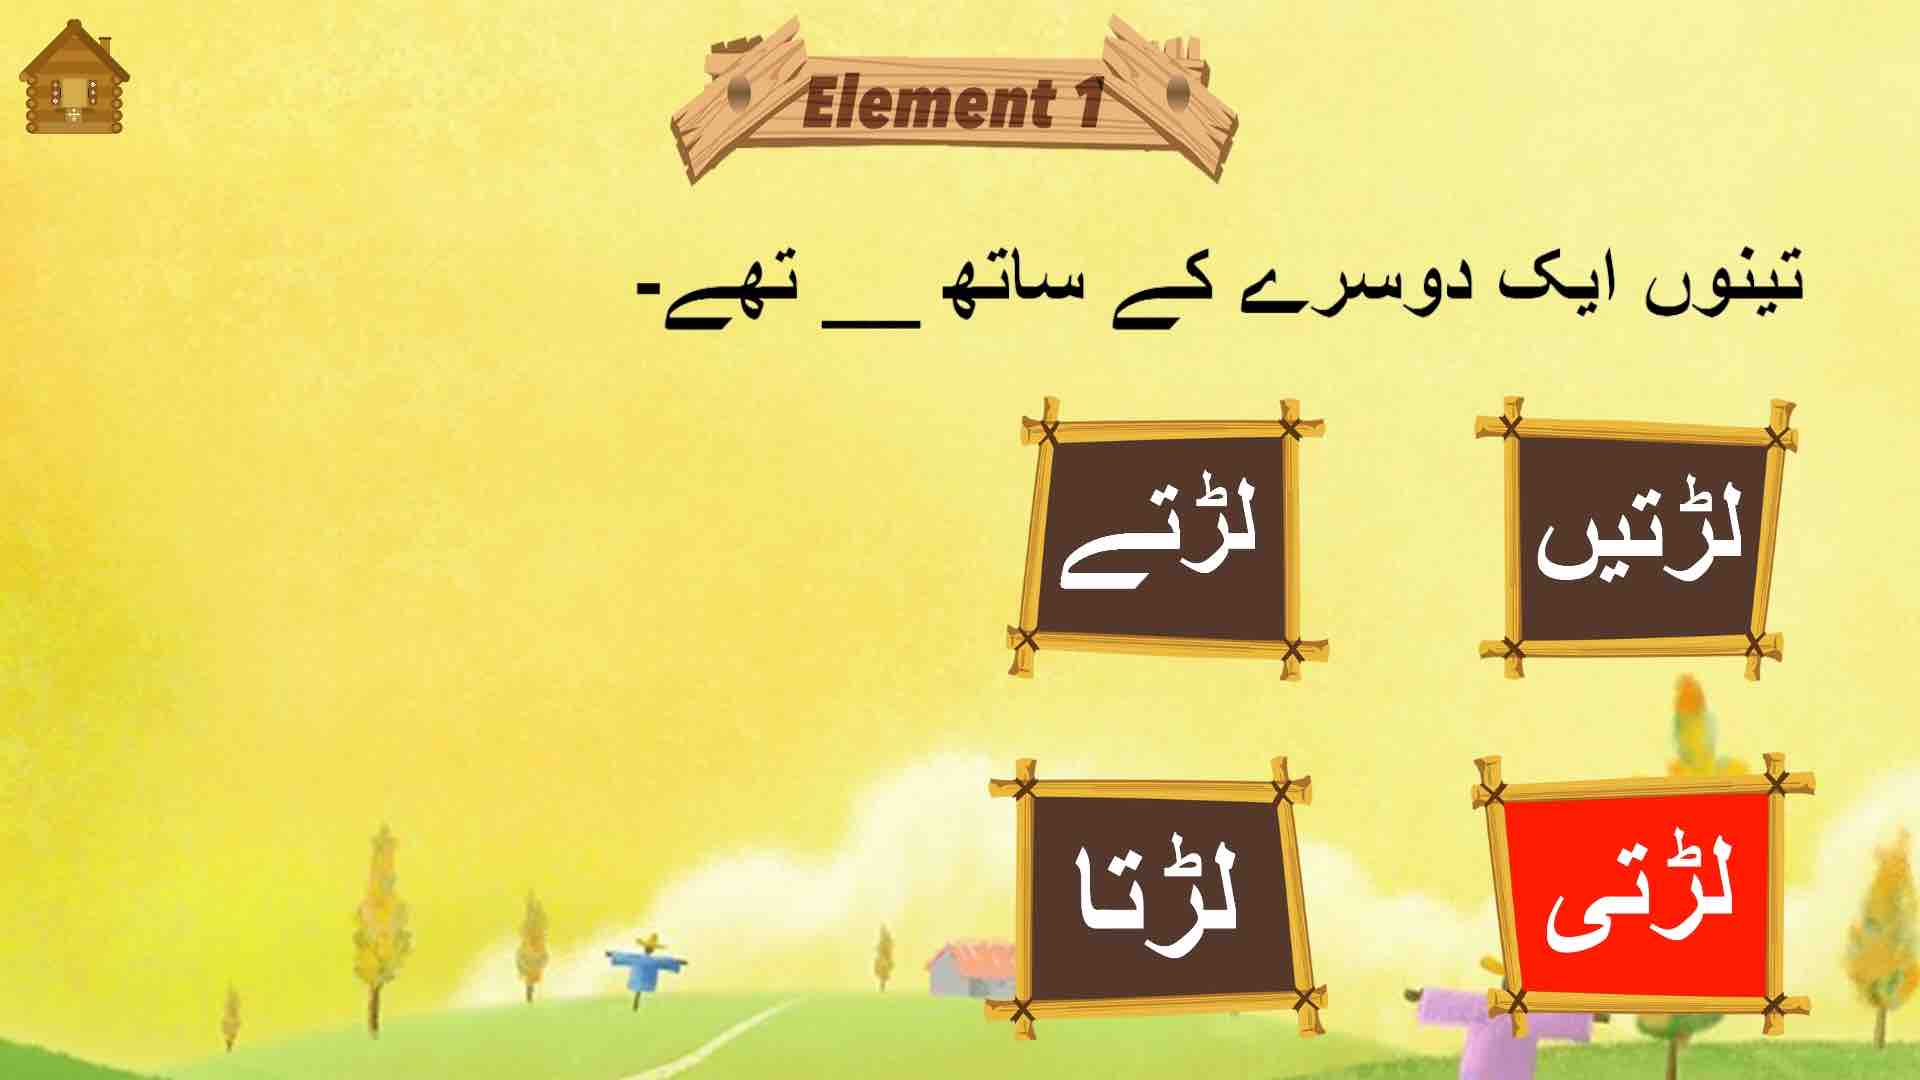 Element 1
تینوں ایک دوسرے کے ساتھ __ تھے۔
لڑتیں
لڑتے
لڑتی
لڑتا